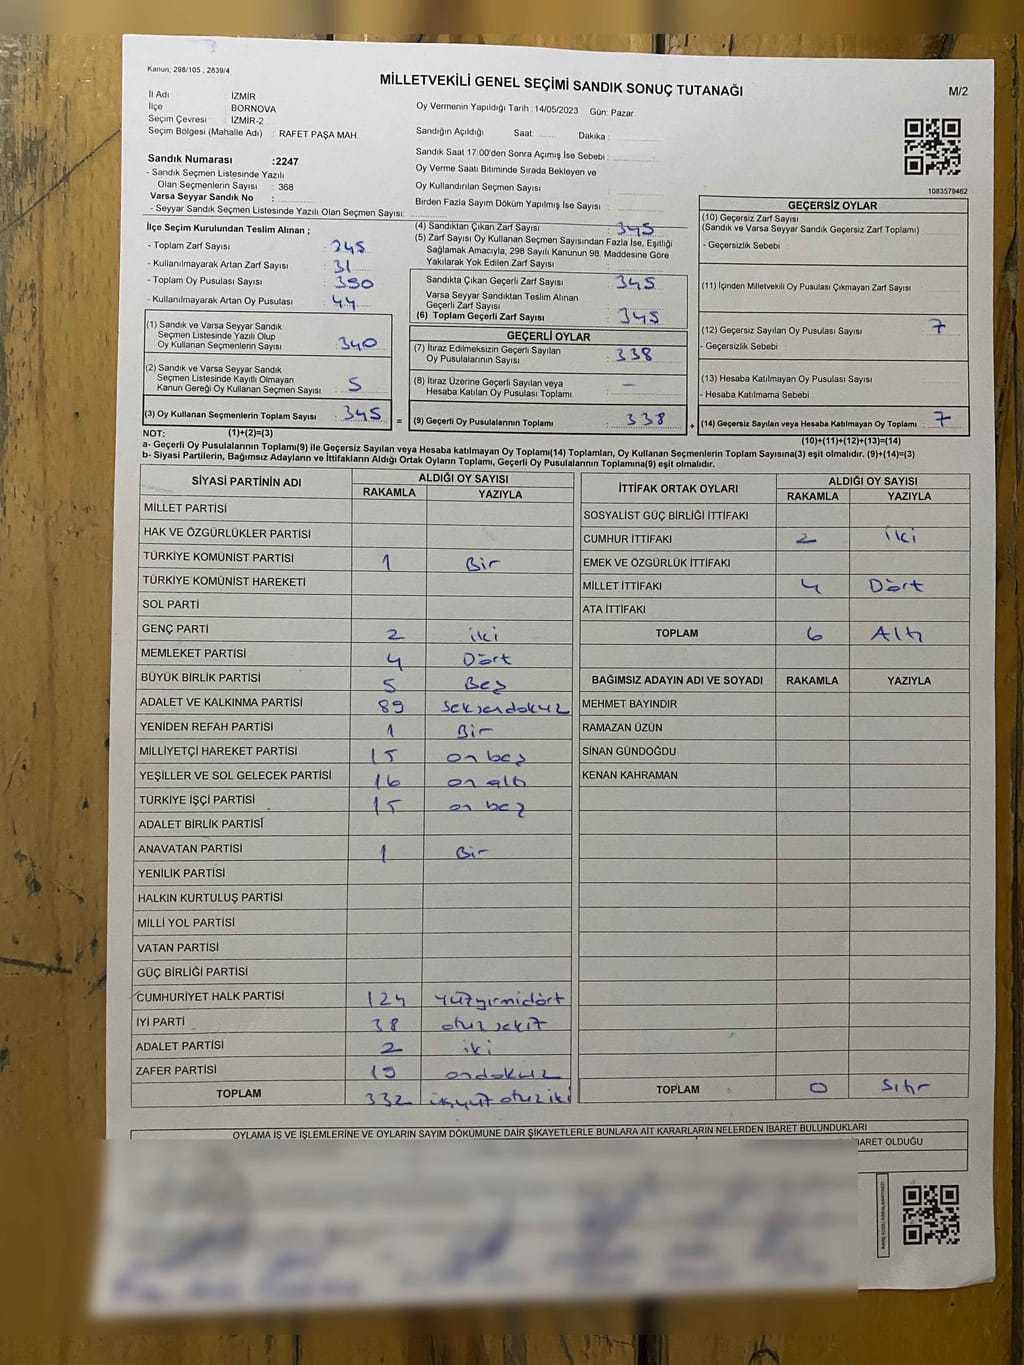 Kanun, 298/105 , 2839/4
MİLLETVEKİLİ GENEL SEÇİMİ SANDIK SONUÇ TUTANAĞI
M/2
İl Adı : İZMİR
İlçe : BORNOVA
Seçim Çevresi : İZMİR-2
Seçim Bölgesi (Mahalle Adı) : RAFET PAŞA MAH.
Oy Vermenin Yapıldığı Tarih :14/05/2023 Gün: Pazar
Sandığın Açıldığı Saat: Dakika :
Sandık Saat 17:00'den Sonra Açımış İse Sebebi :
Oy Verme Saati Bitiminde Sırada Bekleyen ve
Oy Kullandırılan Seçmen Sayısı :
Birden Fazla Sayım Döküm Yapılmış İse Sayısı :
1083579462
Sandık Numarası :2247
- Sandık Seçmen Listesinde Yazılı
Olan Seçmenlerin Sayısı : 368
Varsa Seyyar Sandık No :
- Seyyar Sandık Seçmen Listesinde Yazılı Olan Seçmen Sayısı:
İlçe Seçim Kurulundan Teslim Alınan ;
- Toplam Zarf Sayısı :
- Kullanılmayarak Artan Zarf Sayısı : 31
- Toplam Oy Pusulası Sayısı : 390
- Kullanılmayarak Artan Oy Pusulası : 44
(1) Sandık ve Varsa Seyyar Sandık
Seçmen Listesinde Yazılı Olup
Oy Kullanan Seçmenlerin Sayısı : 340
(2) Sandık ve Varsa Seyyar Sandık
Seçmen Listesinde Kayıtlı Olmayan
Kanun Gereği Oy Kullanan Seçmen Sayısı : 5
(3) Oy Kullanan Seçmenlerin Toplam Sayısı : 345
(1)+(2)=(3)
(4) Sandıktan Çıkan Zarf Sayısı : 345
(5) Zarf Sayısı Oy Kullanan Seçmen Sayısından Fazla İse, Eşitliği
Sağlamak Amacıyla, 298 Sayılı Kanunun 98. Maddesine Göre
Yakılarak Yok Edilen Zarf Sayısı :
Sandıkta Çıkan Geçerli Zarf Sayısı : 345
Varsa Seyyar Sandıktan Teslim Alınan
Geçerli Zarf Sayısı :
(6) Toplam Geçerli Zarf Sayısı : 345
GEÇERLİ OYLAR
(7) İtiraz Edilmeksizin Geçerli Sayılan
Oy Pusulalarının Sayısı : 338
(8) İtiraz Üzerine Geçerli Sayılan veya
Hesaba Katılan Oy Pusulası Toplamı : –
= (9) Geçerli Oy Pusulalarının Toplamı : 338
GEÇERSİZ OYLAR
(10) Geçersiz Zarf Sayısı
(Sandık ve Varsa Seyyar Sandık Geçersiz Zarf Toplamı) :
- Geçersizlik Sebebi :
(11) İçinden Milletvekili Oy Pusulası Çıkmayan Zarf Sayısı :
(12) Geçersiz Sayılan Oy Pusulası Sayısı : 7
- Geçersizlik Sebebi :
(13) Hesaba Katılmayan Oy Pusulası Sayısı :
- Hesaba Katılmama Sebebi :
+ (14) Geçersiz Sayılan veya Hesaba Katılmayan Oy Toplamı : 7
(10)+(11)+(12)+(13)=(14)
NOT:
a- Geçerli Oy Pusulalarının Toplamı(9) ile Geçersiz Sayılan veya Hesaba katılmayan Oy Toplamı(14) Toplamları, Oy Kullanan Seçmenlerin Toplam Sayısına(3) eşit olmalıdır. (9)+(14)=(3)
b- Siyasi Partilerin, Bağımsız Adayların ve İttifakların Aldığı Ortak Oyların Toplamı, Geçerli Oy Pusulalarının Toplamına(9) eşit olmalıdır.
SİYASİ PARTİNİN ADI ALDIĞI OY SAYISI
RAKAMLA YAZIYLA
MİLLET PARTİSİ
HAK VE ÖZGÜRLÜKLER PARTİSİ
TÜRKİYE KOMÜNİST PARTİSİ 1 Bir
TÜRKİYE KOMÜNİST HAREKETİ
SOL PARTİ
GENÇ PARTİ 2 iki
MEMLEKET PARTİSİ 4 Dört
BÜYÜK BİRLİK PARTİSİ 5 Beş
ADALET VE KALKINMA PARTİSİ 89 seksendokuz
YENİDEN REFAH PARTİSİ 1 Bir
MİLLİYETÇİ HAREKET PARTİSİ 15 on beş
YEŞİLLER VE SOL GELECEK PARTİSİ 16 on altı
TÜRKİYE İŞÇİ PARTİSİ 15 on beş
ADALET BİRLİK PARTİSİ
ANAVATAN PARTİSİ 1 Bir
YENİLİK PARTİSİ
HALKIN KURTULUŞ PARTİSİ
MİLLİ YOL PARTİSİ
VATAN PARTİSİ
GÜÇ BİRLİĞİ PARTİSİ
CUMHURİYET HALK PARTİSİ 124 yüzyirmidört
İYİ PARTİ 38 otuz sekiz
ADALET PARTİSİ 2 iki
ZAFER PARTİSİ 19 ondokuz
TOPLAM 332 üçyüz otuz iki
İTTİFAK ORTAK OYLARI ALDIĞI OY SAYISI
RAKAMLA YAZIYLA
SOSYALİST GÜÇ BİRLİĞİ İTTİFAKI
CUMHUR İTTİFAKI 2 iki
EMEK VE ÖZGÜRLÜK İTTİFAKI
MİLLET İTTİFAKI 4 Dört
ATA İTTİFAKI
TOPLAM 6 Altı
BAĞIMSIZ ADAYIN ADI VE SOYADI RAKAMLA YAZIYLA
MEHMET BAYINDIR
RAMAZAN ÜZÜN
SİNAN GÜNDOĞDU
KENAN KAHRAMAN
TOPLAM 0 Sıfır
OYLAMA İŞ VE İŞLEMLERİNE VE OYLARIN SAYIM DÖKÜMÜNE DAİR ŞİKAYETLERLE BUNLARA AİT KARARLARIN NELERDEN İBARET BULUNDUKLARI
İBARET OLDUĞU